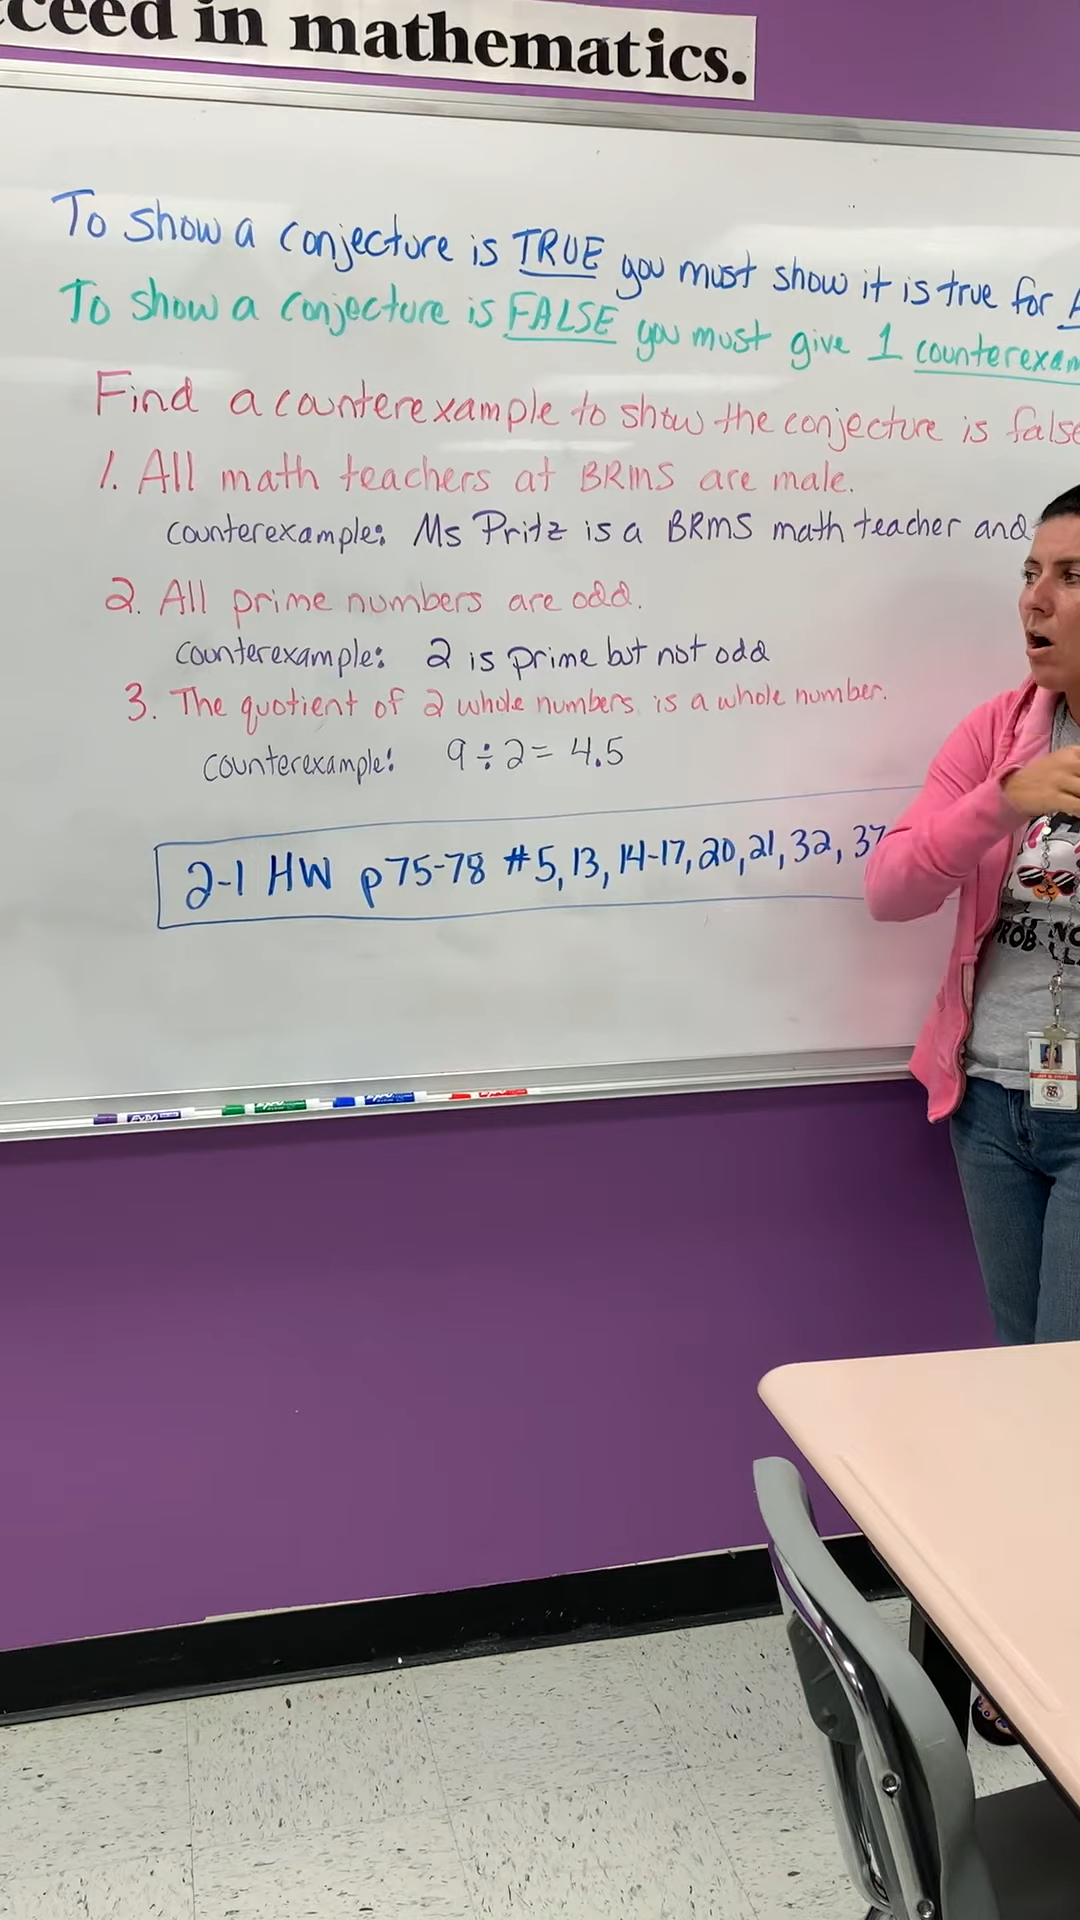 ceed in mathematics.
To show a conjecture is TRUE you must show it is true for
To show a conjecture is FALSE you must give 1 counterexam
Find a counterexample to show the conjecture is false
1. All math teachers at BRMS are male.
counterexample: Ms Pritz is a BRMS math teacher and
2. All prime numbers are odd.
counterexample: 2 is prime but not odd
3. The quotient of 2 whole numbers is a whole number.
counterexample: 9 ÷ 2 = 4.5
2-1 HW p75-78 #5, 13, 14-17, 20, 21, 32, 37
EXPO